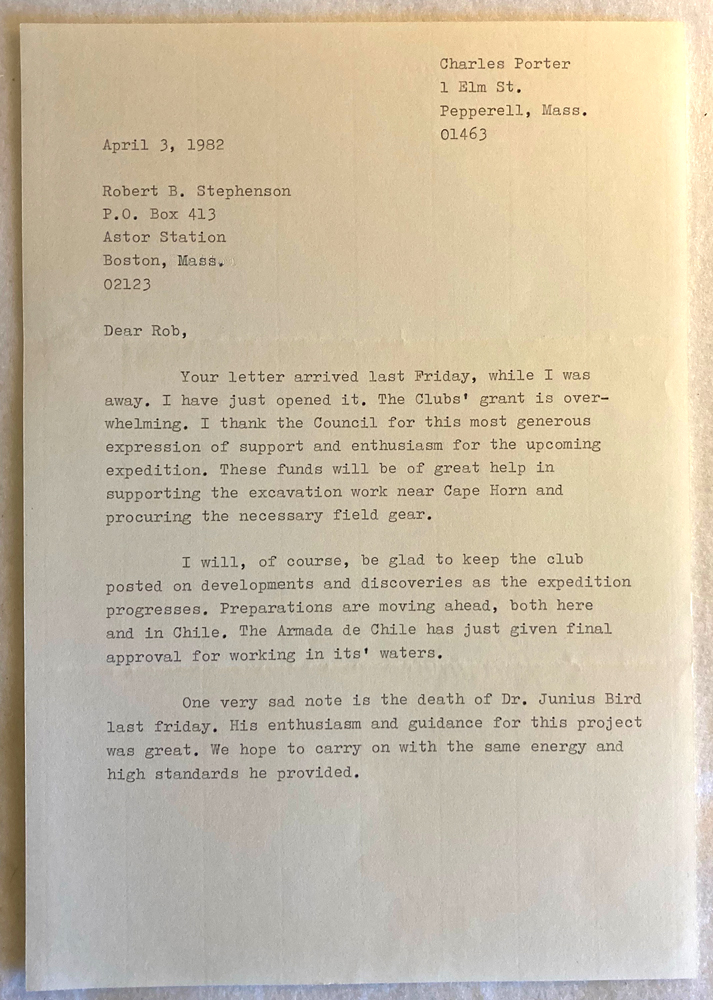 Charles Porter
1 Elm St.
Pepperell, Mass.
01463
April 3, 1982
Robert B. Stephenson
P.O. Box 413
Astor Station
Boston, Mass.
02123
Dear Rob,
Your letter arrived last Friday, while I was
away. I have just opened it. The Clubs' grant is over-
whelming. I thank the Council for this most generous
expression of support and enthusiasm for the upcoming
expedition. These funds will be of great help in
supporting the excavation work near Cape Horn and
procuring the necessary field gear.
I will, of course, be glad to keep the club
posted on developments and discoveries as the expedition
progresses. Preparations are moving ahead, both here
and in Chile. The Armada de Chile has just given final
approval for working in its' waters.
One very sad note is the death of Dr. Junius Bird
last friday. His enthusiasm and guidance for this project
was great. We hope to carry on with the same energy and
high standards he provided.